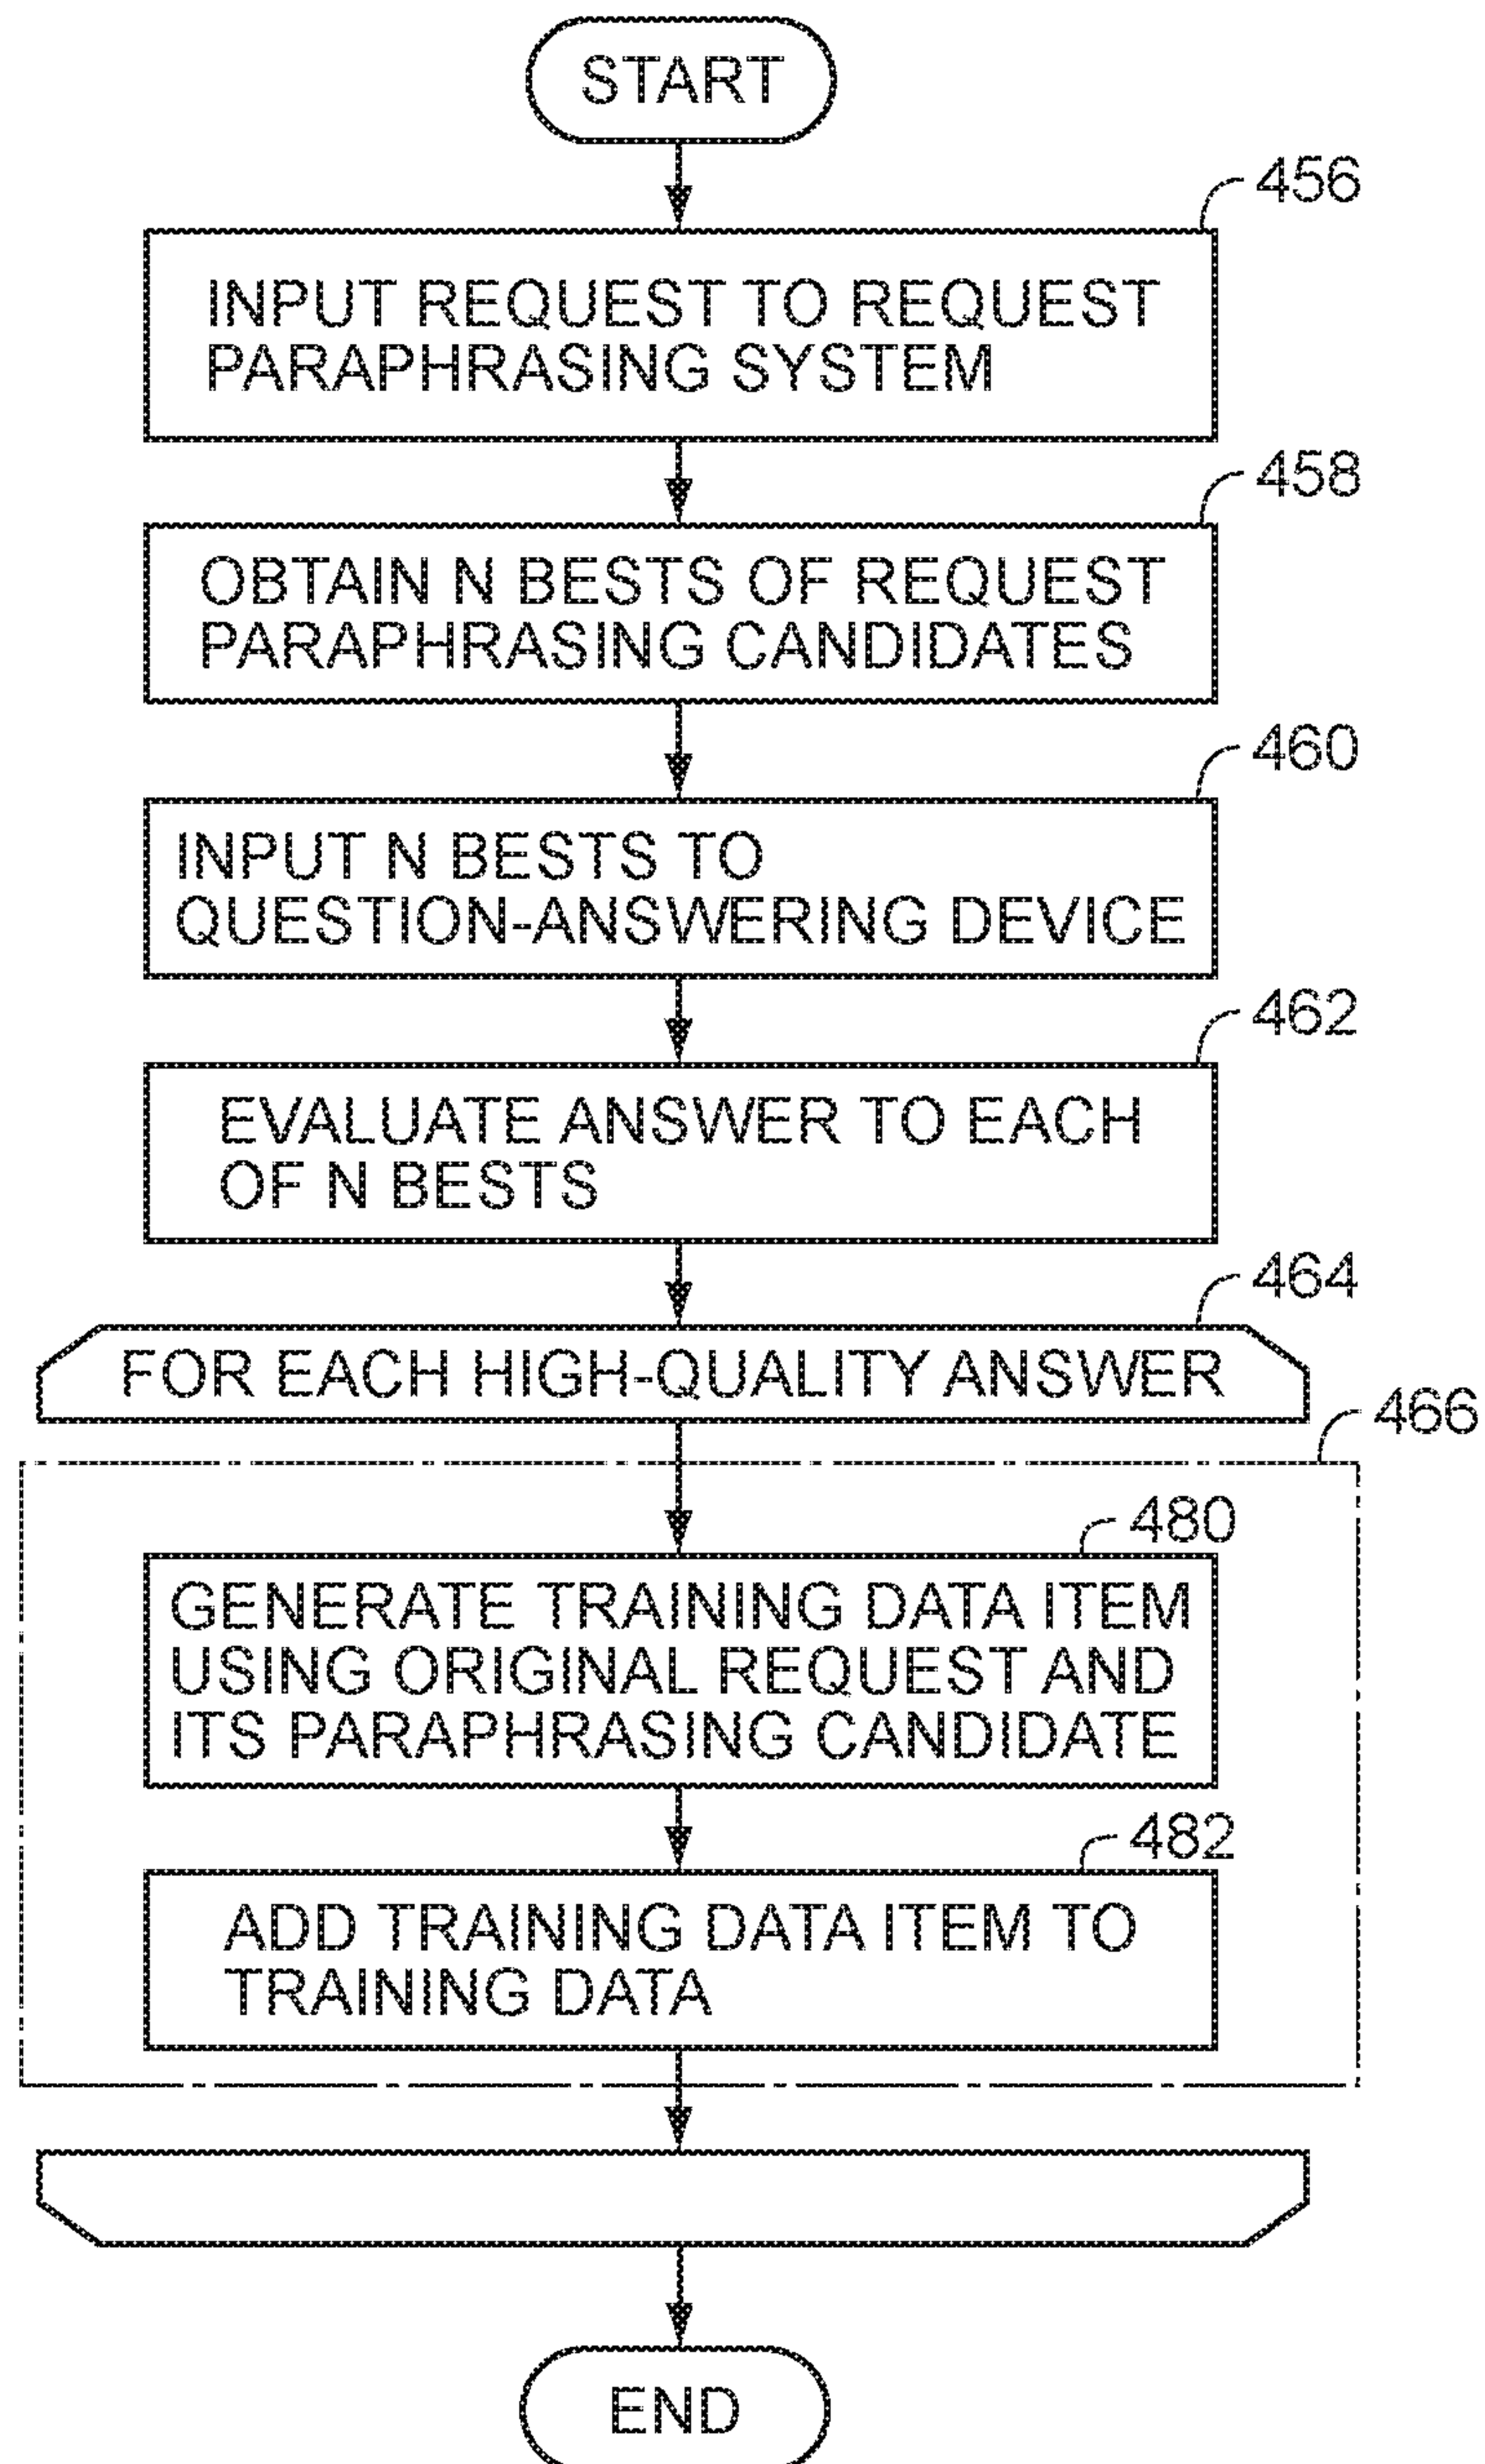 START
456
INPUT REQUEST TO REQUEST
PARAPHRASING SYSTEM
458
OBTAIN N BESTS OF REQUEST
PARAPHRASING CANDIDATES
460
INPUT N BESTS TO
QUESTION-ANSWERING DEVICE
462
EVALUATE ANSWER TO EACH
OF N BESTS
464
FOR EACH HIGH-QUALITY ANSWER
466
480
GENERATE TRAINING DATA ITEM
USING ORIGINAL REQUEST AND
ITS PARAPHRASING CANDIDATE
482
ADD TRAINING DATA ITEM TO
TRAINING DATA
END